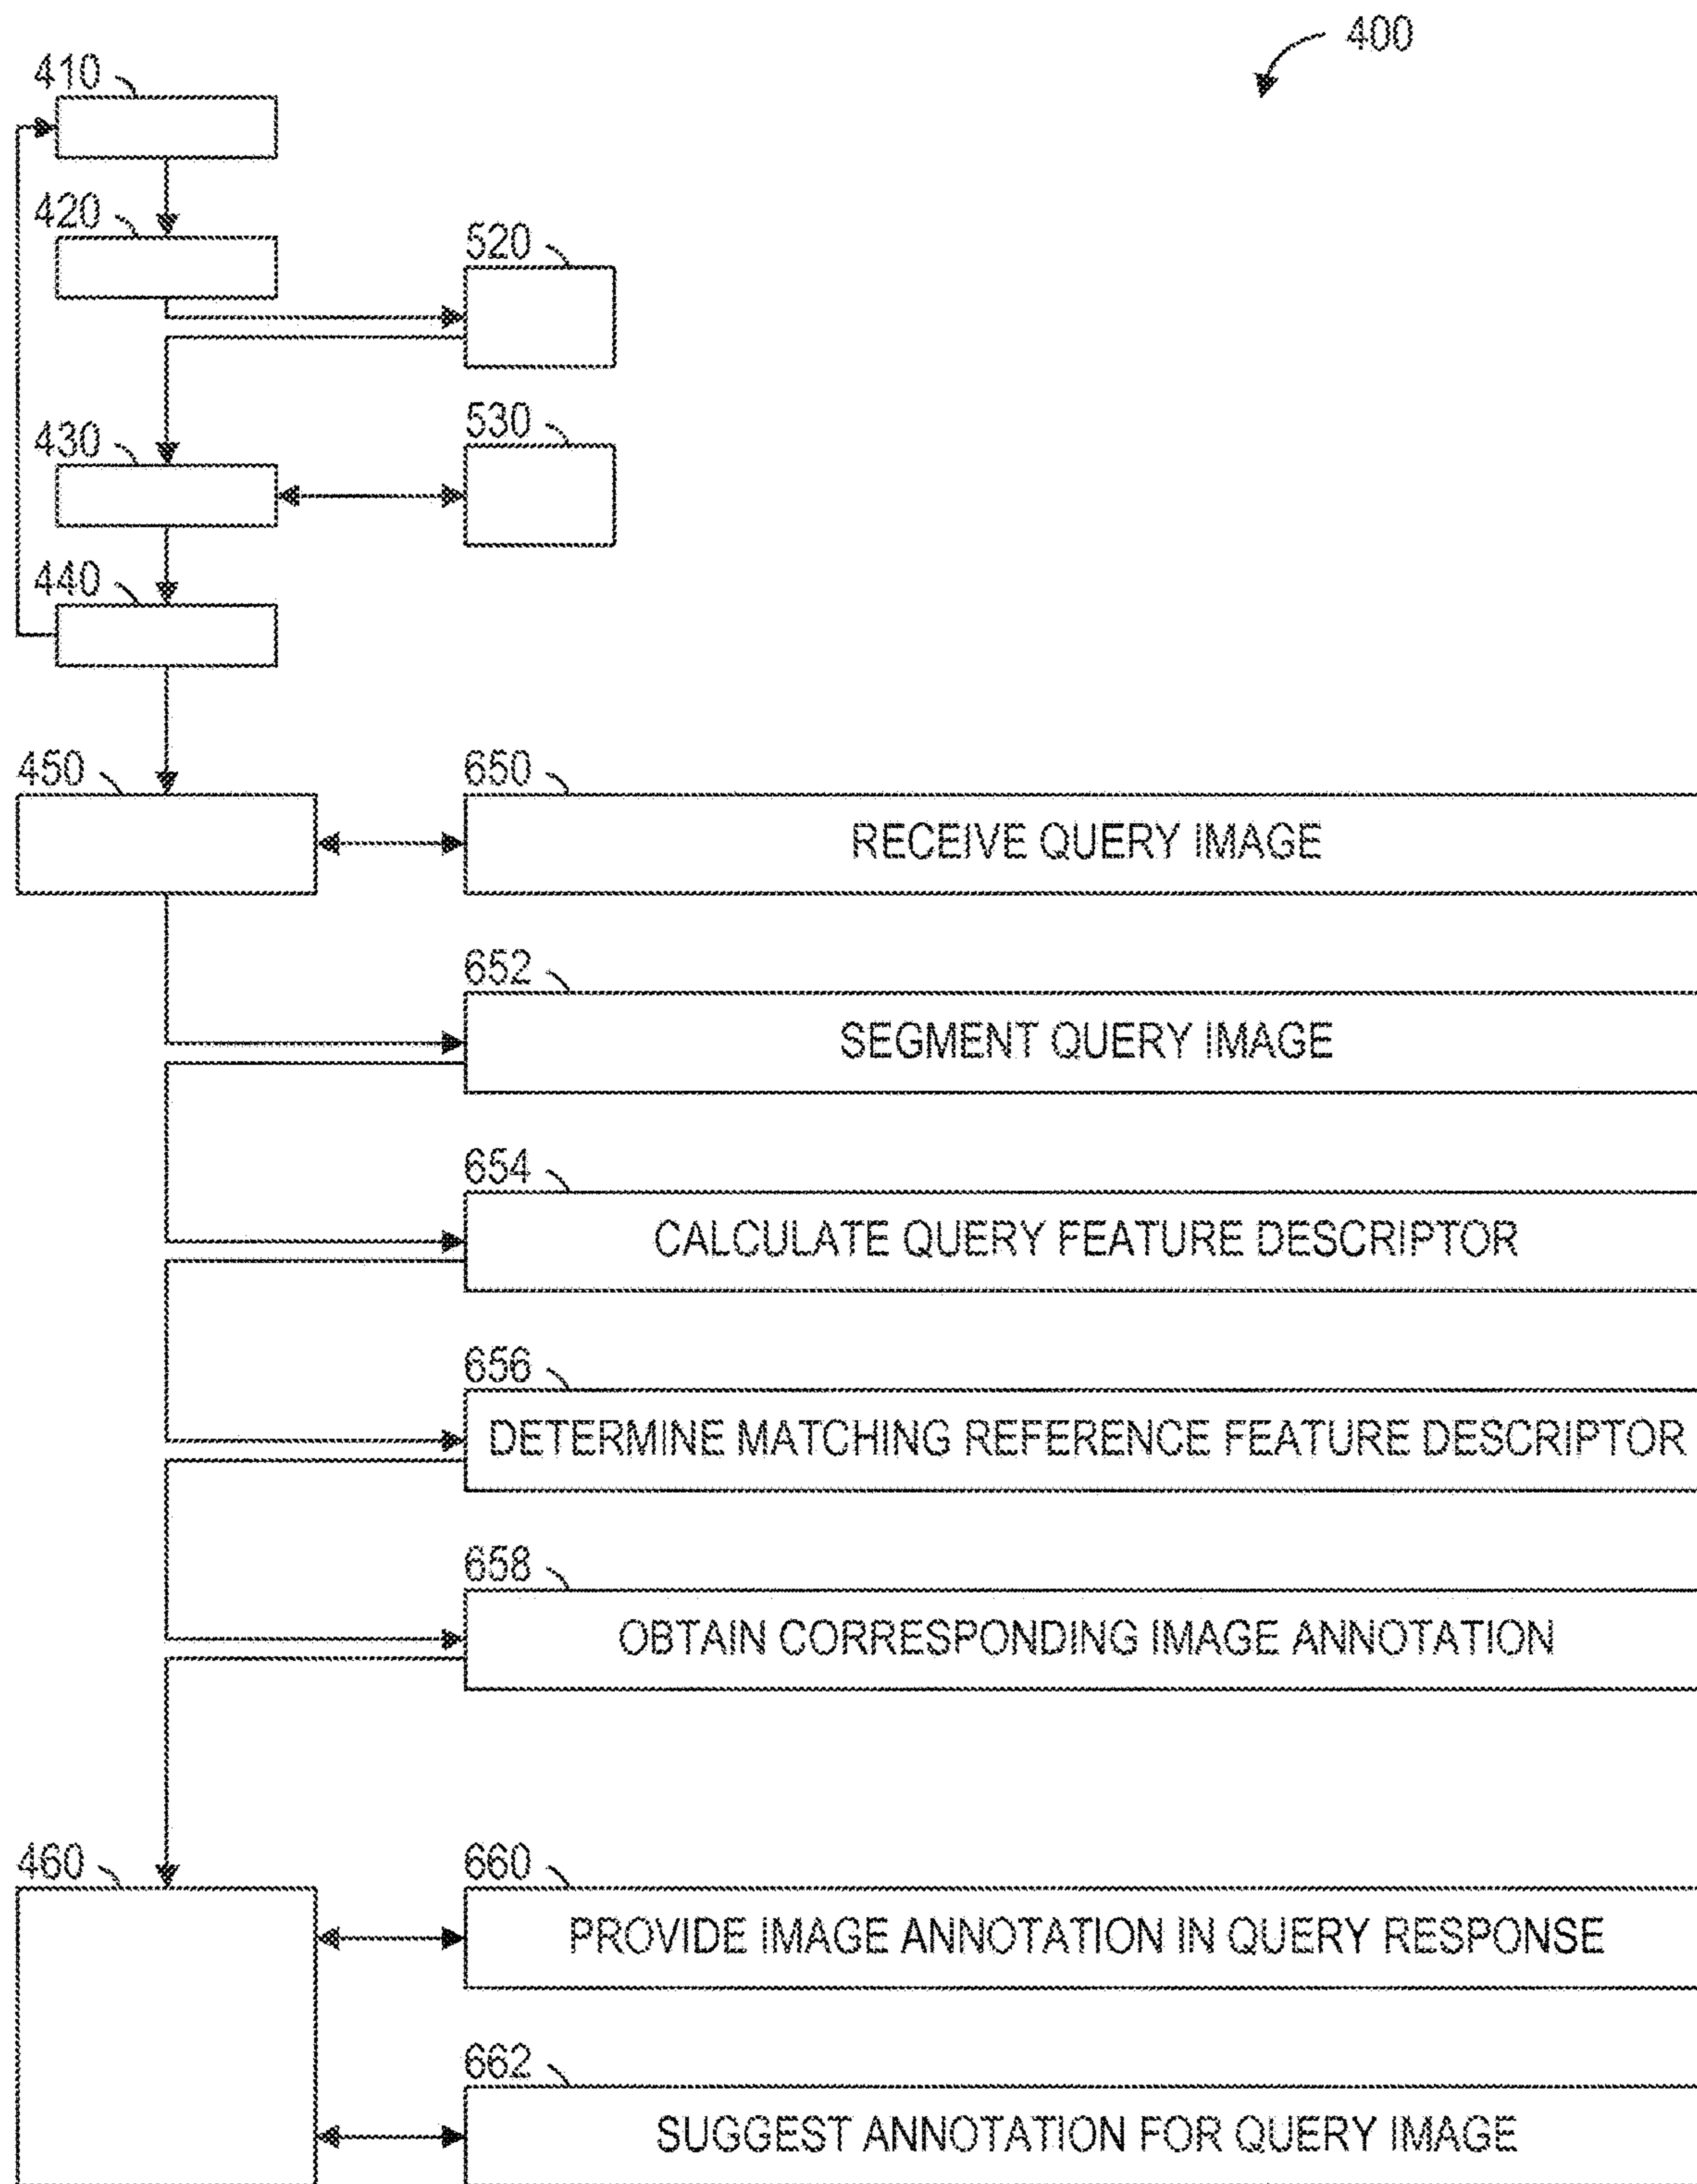 400
410
420
520
430
530
440
450
650
RECEIVE QUERY IMAGE
652
SEGMENT QUERY IMAGE
654
CALCULATE QUERY FEATURE DESCRIPTOR
656
DETERMINE MATCHING REFERENCE FEATURE DESCRIPTOR
658
OBTAIN CORRESPONDING IMAGE ANNOTATION
460
660
PROVIDE IMAGE ANNOTATION IN QUERY RESPONSE
662
SUGGEST ANNOTATION FOR QUERY IMAGE